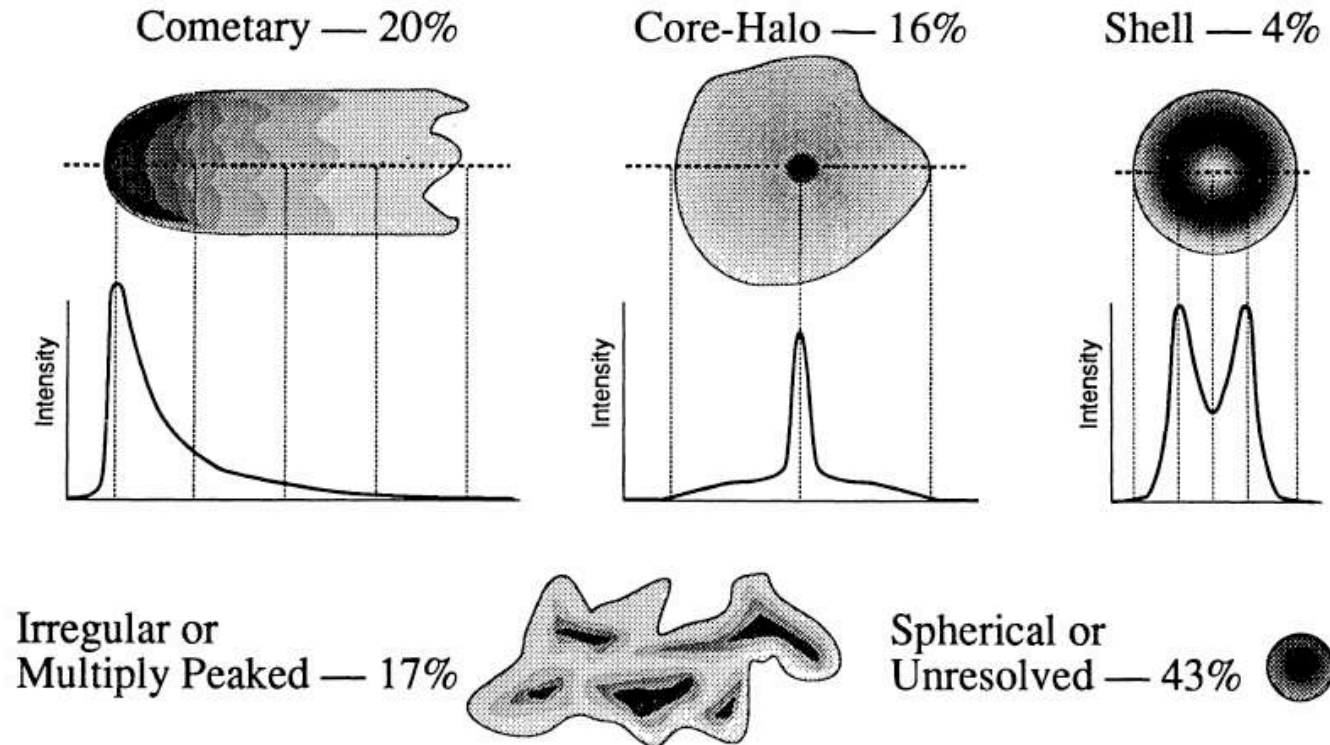 Cometary — 20%
Core-Halo — 16%
Shell — 4%
Intensity
Intensity
Intensity
Irregular or
Multiply Peaked — 17%
Spherical or
Unresolved — 43%